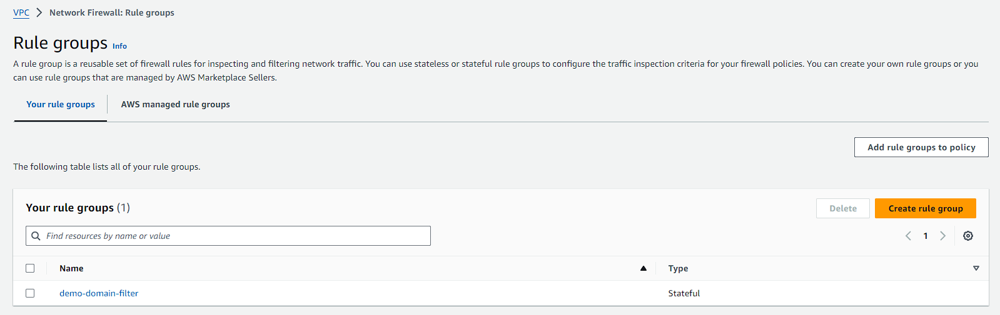 VPC > Network Firewall: Rule groups
Rule groups Info
A rule group is a reusable set of firewall rules for inspecting and filtering network traffic. You can use stateless or stateful rule groups to configure the traffic inspection criteria for your firewall policies. You can create your own rule groups or you
can use rule groups that are managed by AWS Marketplace Sellers.
Your rule groups AWS managed rule groups
Add rule groups to policy
The following table lists all of your rule groups.
Your rule groups (1) Delete Create rule group
Find resources by name or value 1
Name Type
demo-domain-filter Stateful